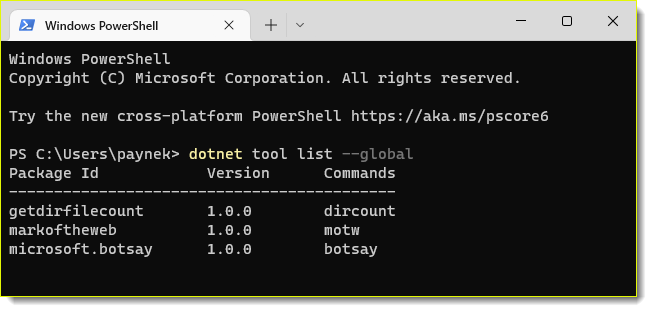 Windows PowerShell
Windows PowerShell
Copyright (C) Microsoft Corporation. All rights reserved.
Try the new cross-platform PowerShell https://aka.ms/pscore6
PS C:\Users\paynek> dotnet tool list --global
Package Id Version Commands
-------------------------------------------
getdirfilecount 1.0.0 dircount
markoftheweb 1.0.0 motw
microsoft.botsay 1.0.0 botsay